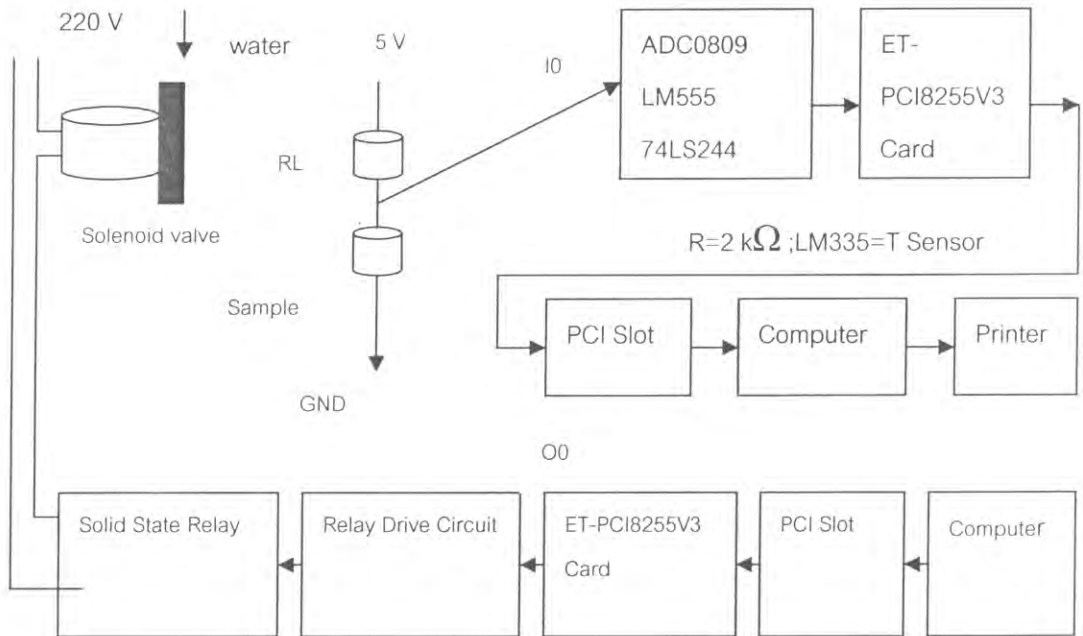 220 V
water
5 V
I0
ADC0809
LM555
74LS244
ET-
PCI8255V3
Card
RL
Solenoid valve
R=2 kΩ ;LM335=T Sensor
Sample
PCI Slot
Computer
Printer
GND
O0
Solid State Relay
Relay Drive Circuit
ET-PCI8255V3
Card
PCI Slot
Computer